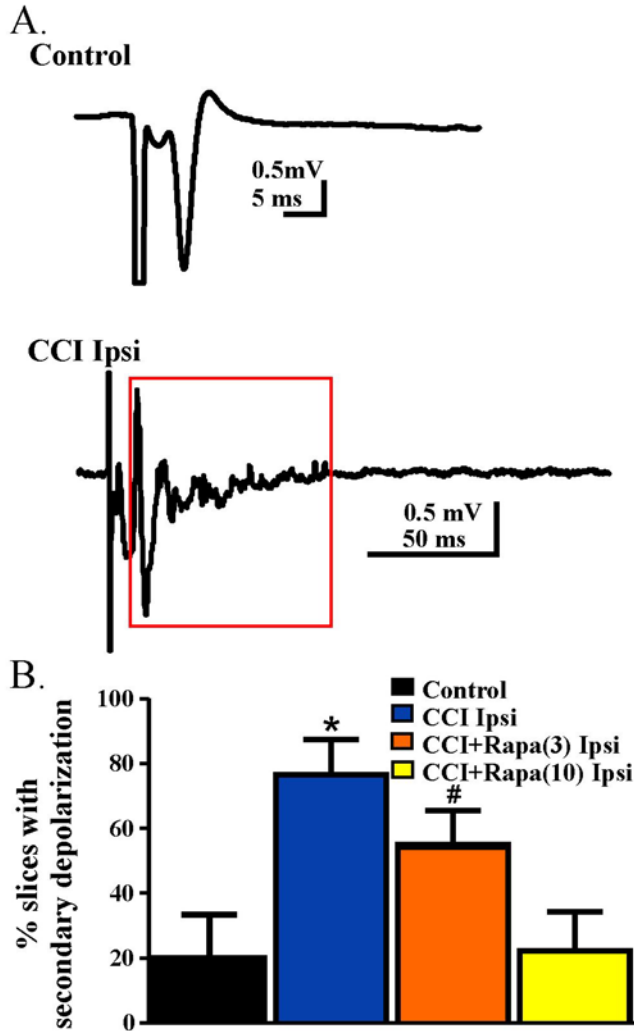 A.
Control
0.5mV
5 ms
CCI Ipsi
0.5 mV
50 ms
B.
% slices with
secondary depolarization
100
80
60
40
20
0
*
#
Control
CCI Ipsi
CCI+Rapa(3) Ipsi
CCI+Rapa(10) Ipsi